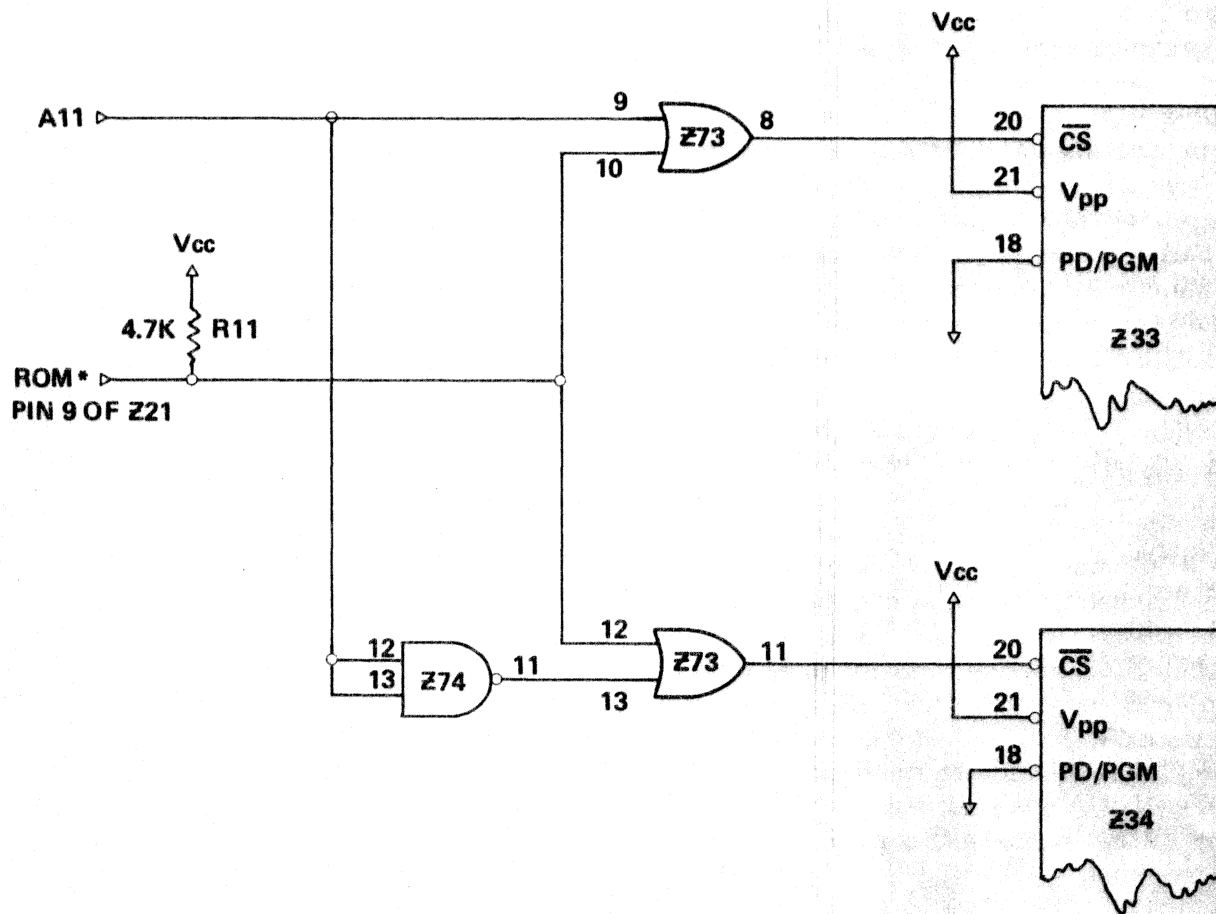 Vcc
A11
9
Z73
8
10
20
CS
21
Vpp
18
PD/PGM
Z33
Vcc
4.7K
R11
ROM*
PIN 9 OF Z21
Vcc
12
Z73
11
13
12
13
Z74
11
20
CS
21
Vpp
18
PD/PGM
Z34